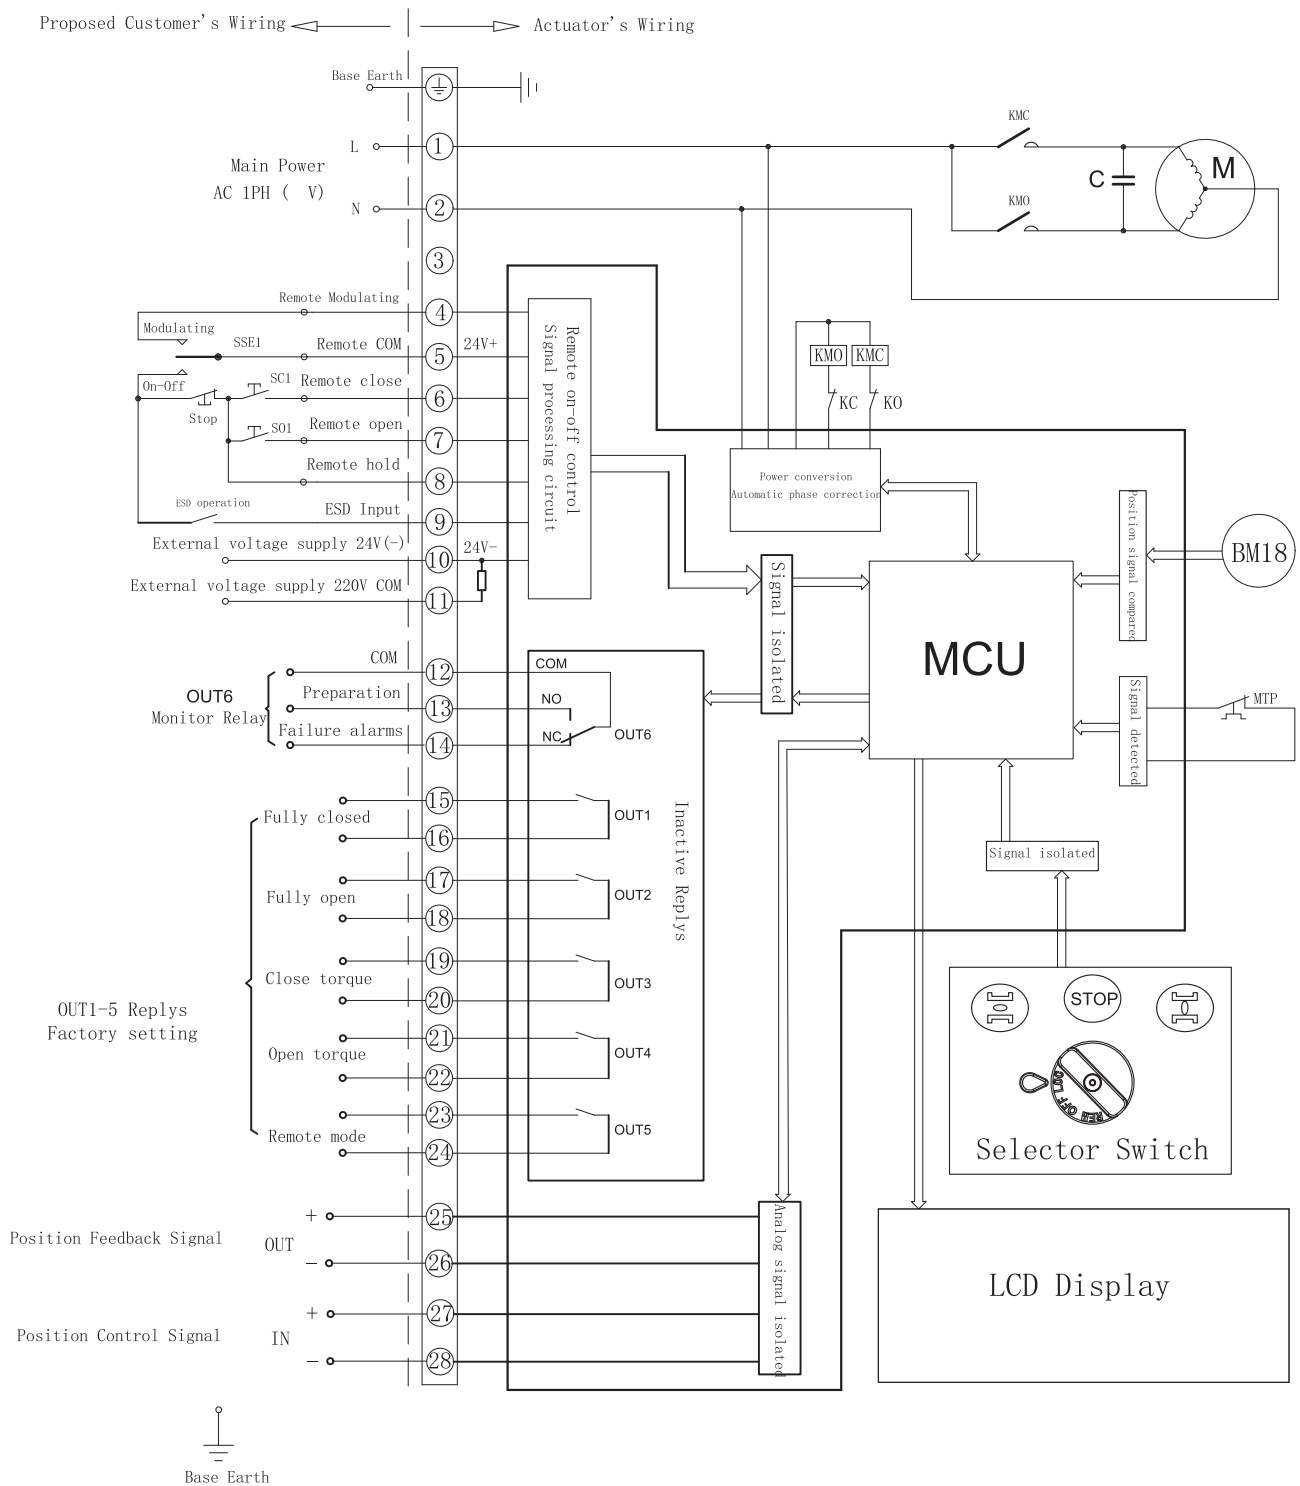 Proposed Customer's Wiring
Actuator's Wiring
Base Earth
L
1
Main Power
AC 1PH (  V)
N
2
3
KMC
KMO
C
M
Remote Modulating
4
Modulating
SSE1
Remote COM
5
24V+
On-Off
Stop
SC1
Remote close
6
SO1
Remote open
7
Remote hold
8
ESD operation
ESD Input
9
External voltage supply 24V(-)
10
24V-
External voltage supply 220V COM
11
Remote on-off control
Signal processing circuit
KMO
KMC
KC
KO
Power conversion
Automatic phase correction
Position signal compared
BM18
Signal isolated
MCU
Signal detected
MTP
OUT6
Monitor Relay
COM
12
Preparation
13
Failure alarms
14
COM
NO
NC
OUT6
Inactive Replys
OUT1-5 Replys
Factory setting
Fully closed
15
16
OUT1
Fully open
17
18
OUT2
Close torque
19
20
OUT3
Open torque
21
22
OUT4
Remote mode
23
24
OUT5
Signal isolated
STOP
LOC OFF REM
Selector Switch
Position Feedback Signal
OUT
+
25
−
26
Position Control Signal
IN
+
27
−
28
Analog signal isolated
LCD Display
Base Earth